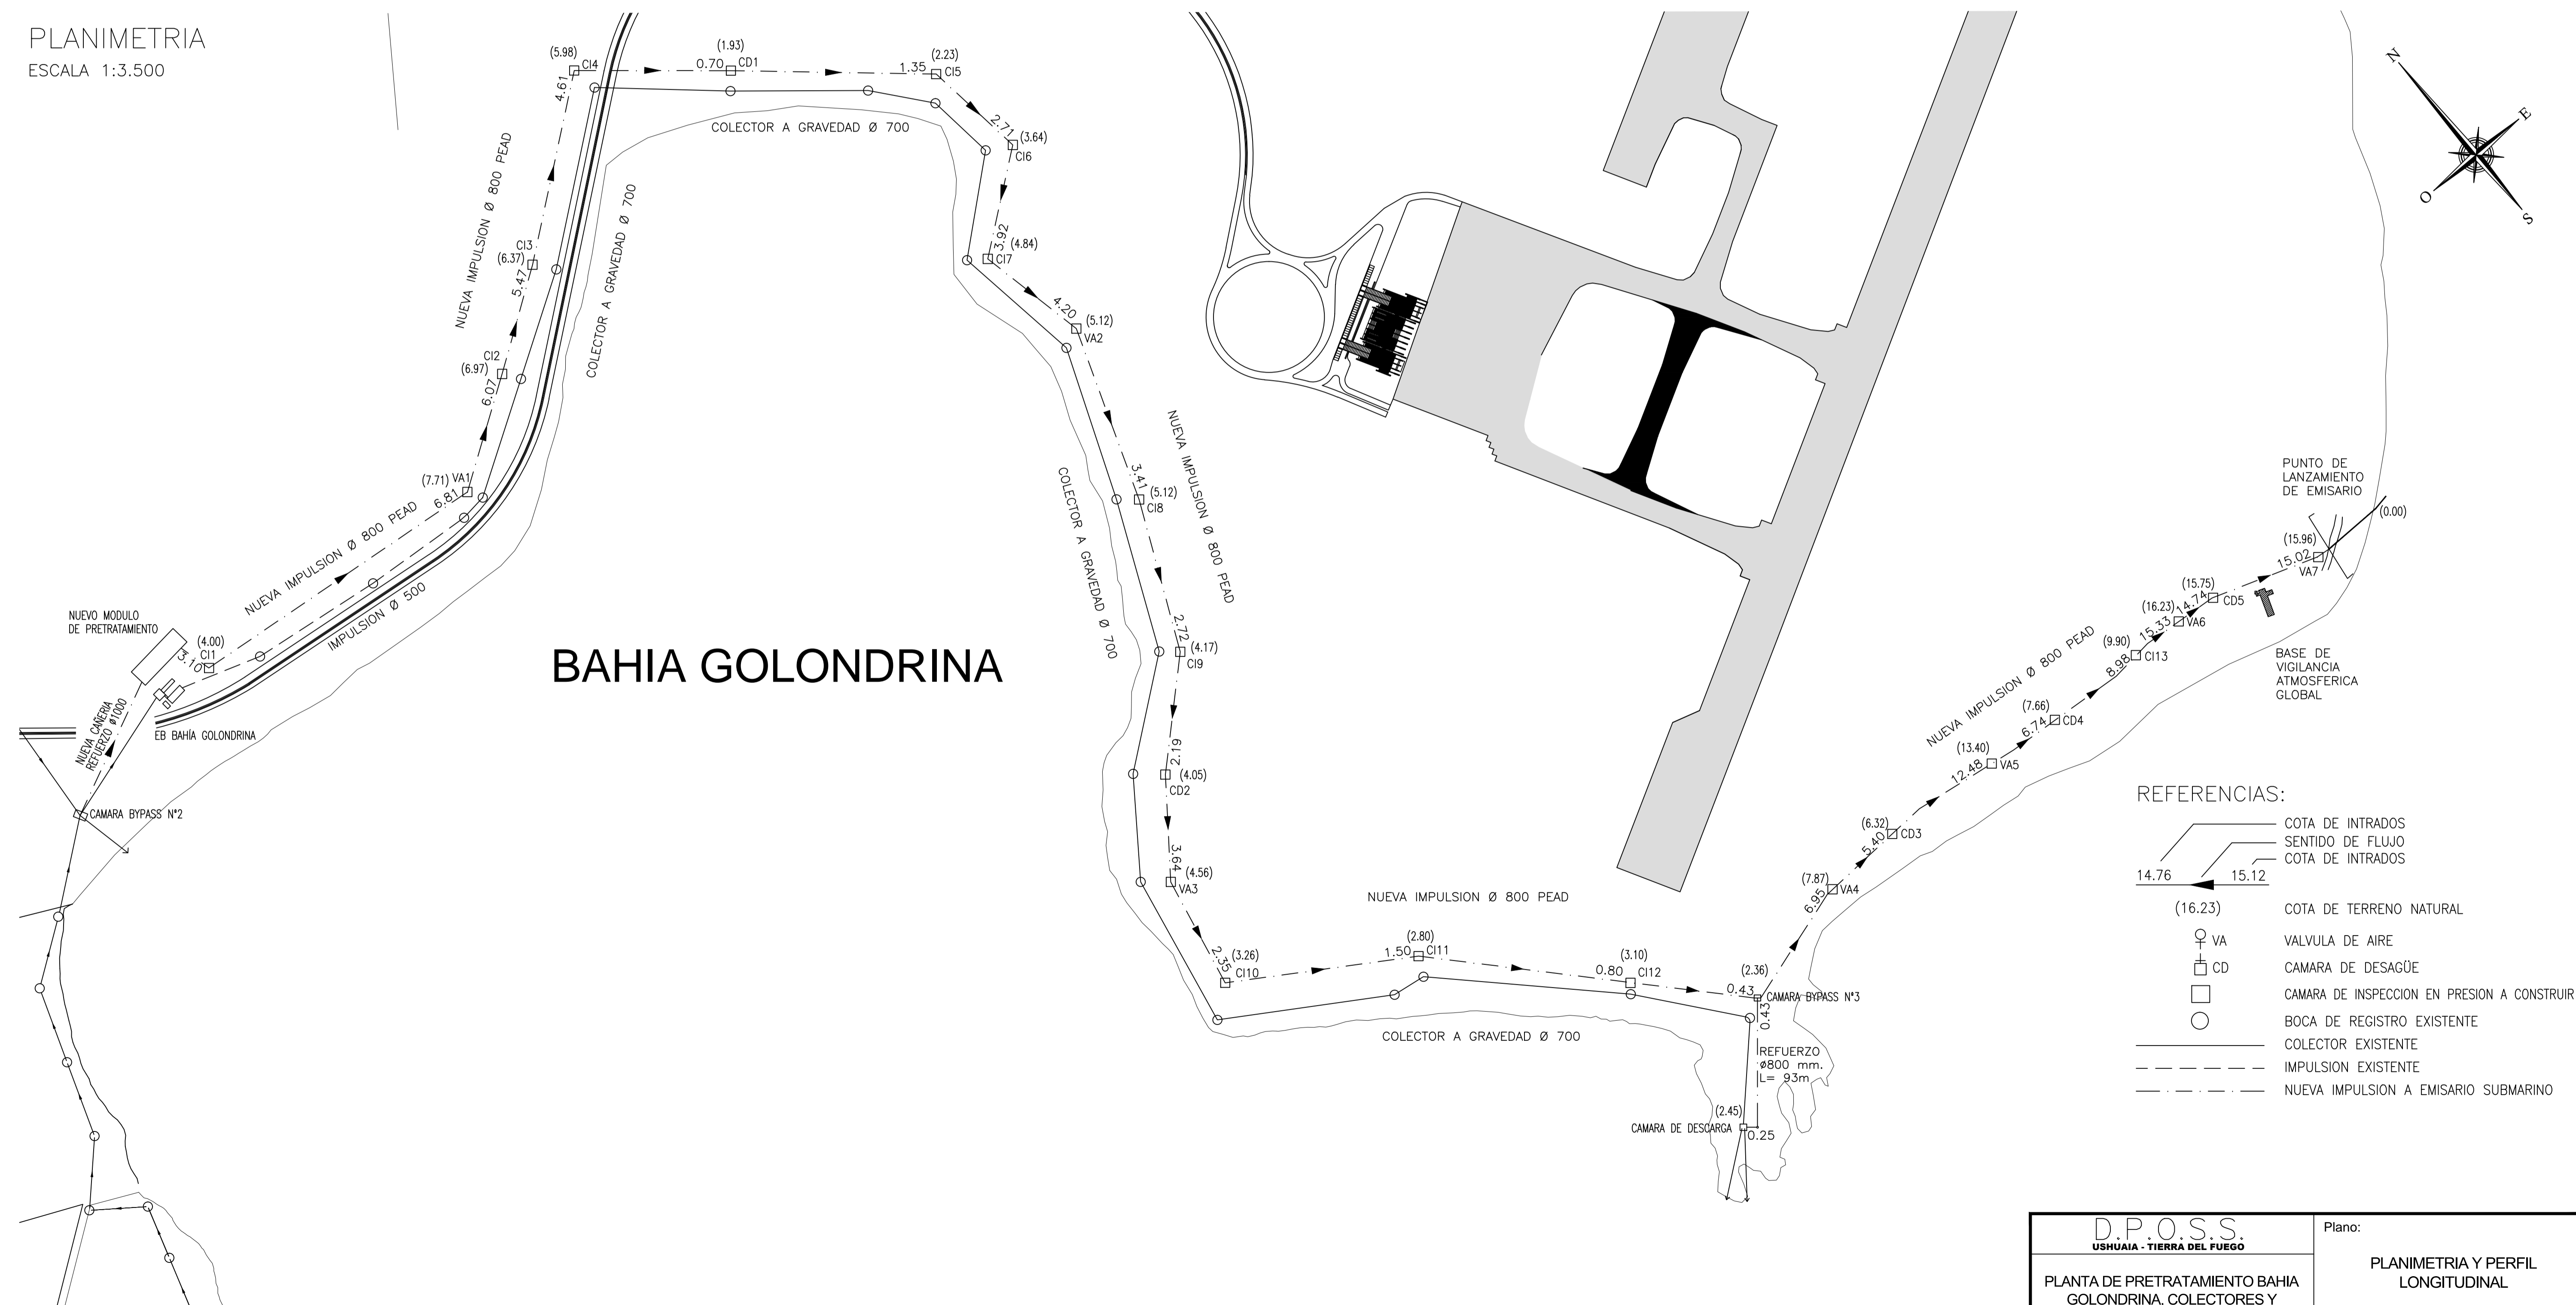 PLANIMETRIA
ESCALA 1:3.500
(5.98)
CI4
4.61
(1.93)
0.70
CD1
(2.23)
1.35
CI5
2.71
(3.64)
CI6
3.92
(4.84)
CI7
COLECTOR A GRAVEDAD Ø 700
NUEVA IMPULSION Ø 800 PEAD
COLECTOR A GRAVEDAD Ø 700
CI3
(6.37)
5.47
CI2
(6.97)
6.07
(7.71)
VA1
6.81
NUEVA IMPULSION Ø 800 PEAD
IMPULSION Ø 500
NUEVO MODULO
DE PRETRATAMIENTO
(4.00)
CI1
3.10
NUEVA CAÑERIA
REFUERZO ø1000
EB BAHÍA GOLONDRINA
CAMARA BYPASS N°2
BAHIA GOLONDRINA
4.20
(5.12)
VA2
NUEVA IMPULSION Ø 800 PEAD
COLECTOR A GRAVEDAD Ø 700
3.41
(5.12)
CI8
2.72
(4.17)
CI9
2.19
(4.05)
CD2
3.64
(4.56)
VA3
2.35
(3.26)
CI10
NUEVA IMPULSION Ø 800 PEAD
(2.80)
1.50
CI11
(3.10)
0.80
CI12
(2.36)
0.43
CAMARA BYPASS N°3
0.43
COLECTOR A GRAVEDAD Ø 700
REFUERZO
ø800 mm.
L= 93m
(2.45)
CAMARA DE DESCARGA
0.25
(7.87)
6.95
VA4
(6.32)
5.40
CD3
(13.40)
12.48
VA5
(7.66)
6.74
CD4
NUEVA IMPULSION Ø 800 PEAD
(9.90)
8.98
CI13
(16.23)
15.33
VA6
(15.75)
14.74
CD5
(15.96)
15.02
VA7
(0.00)
PUNTO DE
LANZAMIENTO
DE EMISARIO
BASE DE
VIGILANCIA
ATMOSFERICA
GLOBAL
N
E
O
S
REFERENCIAS:
COTA DE INTRADOS
SENTIDO DE FLUJO
COTA DE INTRADOS
14.76
15.12
(16.23) COTA DE TERRENO NATURAL
VA VALVULA DE AIRE
CD CAMARA DE DESAGÜE
CAMARA DE INSPECCION EN PRESION A CONSTRUIR
BOCA DE REGISTRO EXISTENTE
COLECTOR EXISTENTE
IMPULSION EXISTENTE
NUEVA IMPULSION A EMISARIO SUBMARINO
D.P.O.S.S.
USHUAIA - TIERRA DEL FUEGO
PLANTA DE PRETRATAMIENTO BAHIA
GOLONDRINA, COLECTORES Y
Plano:
PLANIMETRIA Y PERFIL
LONGITUDINAL